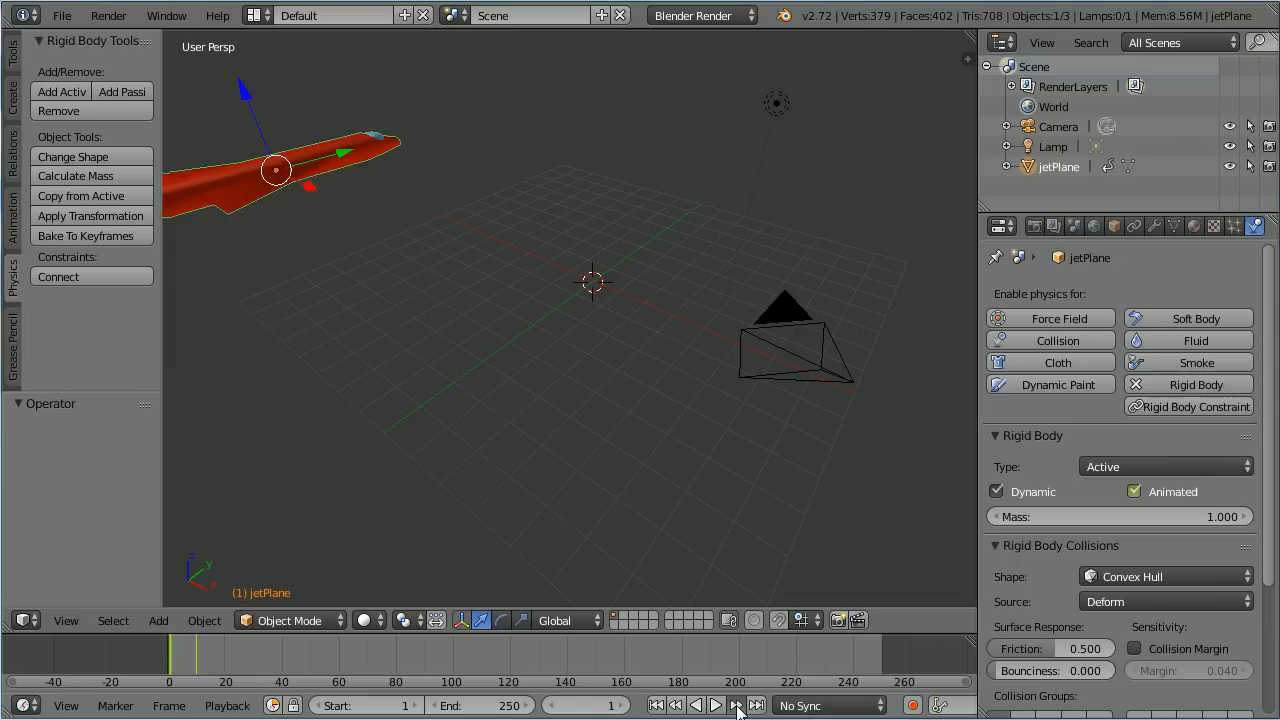 File Render Window Help Default Scene Blender Render v2.72 | Verts:379 | Faces:402 | Tris:708 | Objects:1/3 | Lamps:0/1 | Mem:8.56M | jetPlane
Tools
Create
Relations
Animation
Physics
Grease Pencil
Rigid Body Tools
Add/Remove:
Add Activ Add Passi
Remove
Object Tools:
Change Shape
Calculate Mass
Copy from Active
Apply Transformation
Bake To Keyframes
Constraints:
Connect
Operator
User Persp
z
y
x
(1) jetPlane
View Search All Scenes
Scene
RenderLayers
World
Camera
Lamp
jetPlane
jetPlane
Enable physics for:
Force Field Soft Body
Collision Fluid
Cloth Smoke
Dynamic Paint Rigid Body
Rigid Body Constraint
Rigid Body
Type: Active
Dynamic Animated
Mass: 1.000
Rigid Body Collisions
Shape: Convex Hull
Source: Deform
Surface Response: Sensitivity:
Friction: 0.500 Collision Margin
Bounciness: 0.000 Margin: 0.040
Collision Groups:
View Select Add Object Object Mode Global
-40 -20 0 20 40 60 80 100 120 140 160 180 200 220 240 260
View Marker Frame Playback Start: 1 End: 250 1 No Sync